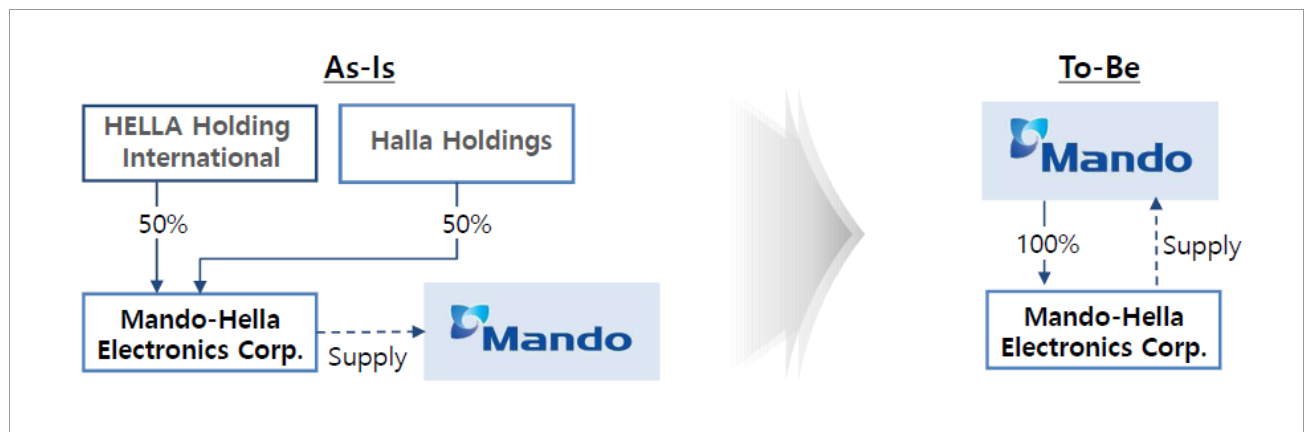 As-Is
HELLA Holding
International
Halla Holdings
50%
50%
Mando-Hella
Electronics Corp.
Supply
Mando
To-Be
Mando
100%
Supply
Mando-Hella
Electronics Corp.